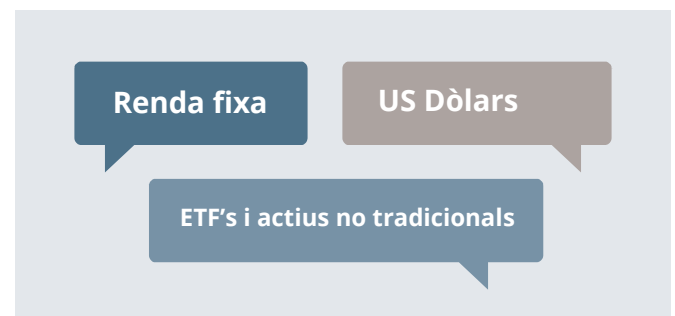 Renda fixa
US Dòlars
ETF’s i actius no tradicionals